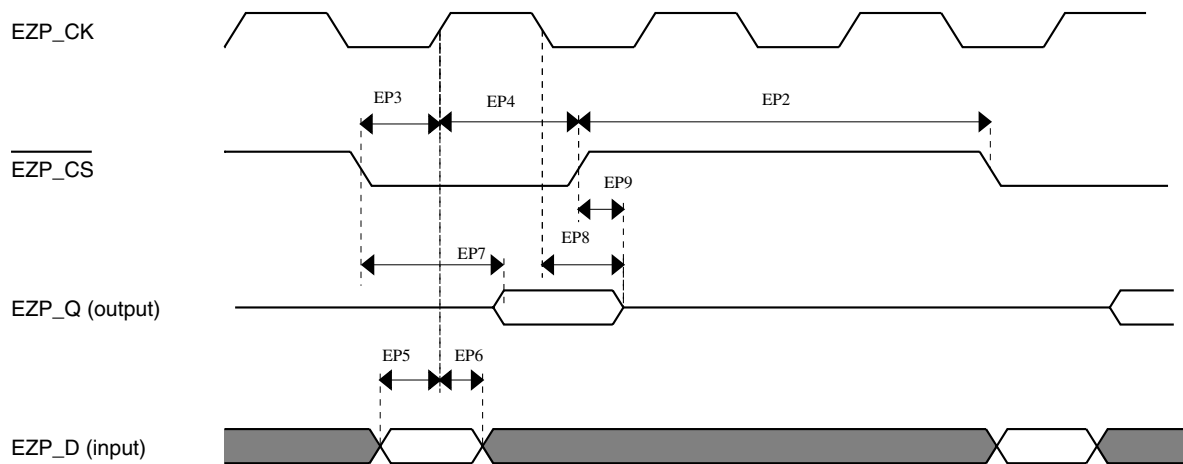 EZP_CK
EP3
EP4
EP2
EZP_CS
EP9
EP8
EP7
EZP_Q (output)
EP5
EP6
EZP_D (input)